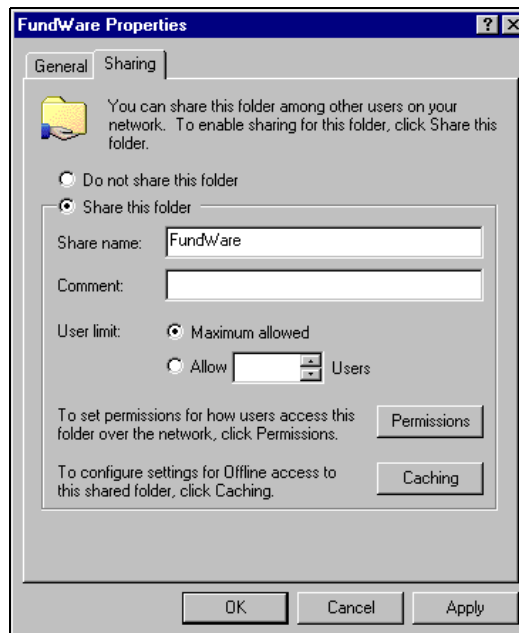 FundWare Properties
General
Sharing
You can share this folder among other users on your
network. To enable sharing for this folder, click Share this
folder.
Do not share this folder
Share this folder
Share name: FundWare
Comment:
User limit: Maximum allowed
Allow Users
To set permissions for how users access this
folder over the network, click Permissions.
Permissions
To configure settings for Offline access to
this shared folder, click Caching.
Caching
OK Cancel Apply